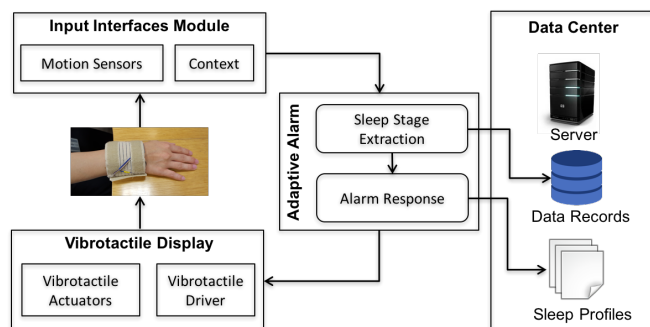 Input Interfaces Module
Motion Sensors
Context
Adaptive Alarm
Sleep Stage
Extraction
Alarm Response
Vibrotactile Display
Vibrotactile
Actuators
Vibrotactile
Driver
Data Center
Server
Data Records
Sleep Profiles